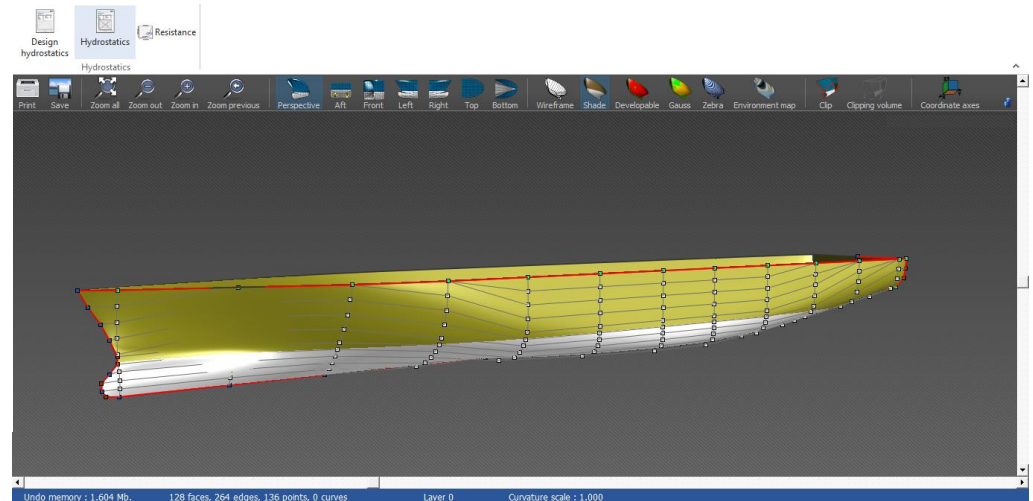 Design hydrostatics
Hydrostatics
Resistance
Hydrostatics
Print Save Zoom all Zoom out Zoom in Zoom previous Perspective Aft Front Left Right Top Bottom Wireframe Shade Developable Gauss Zebra Environment map Clip Clipping volume Coordinate axes
Undo memory : 1.604 Mb. 128 faces, 264 edges, 136 points, 0 curves Layer 0 Curvature scale : 1.000